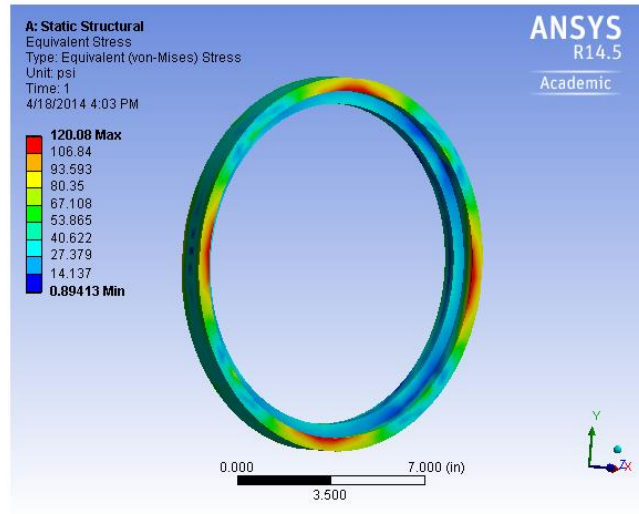 A: Static Structural
Equivalent Stress
Type: Equivalent (von-Mises) Stress
Unit: psi
Time: 1
4/18/2014 4:03 PM
120.08 Max
106.84
93.593
80.35
67.108
53.865
40.622
27.379
14.137
0.89413 Min
ANSYS
R14.5
Academic
0.000 7.000 (in)
3.500
Y
Z X